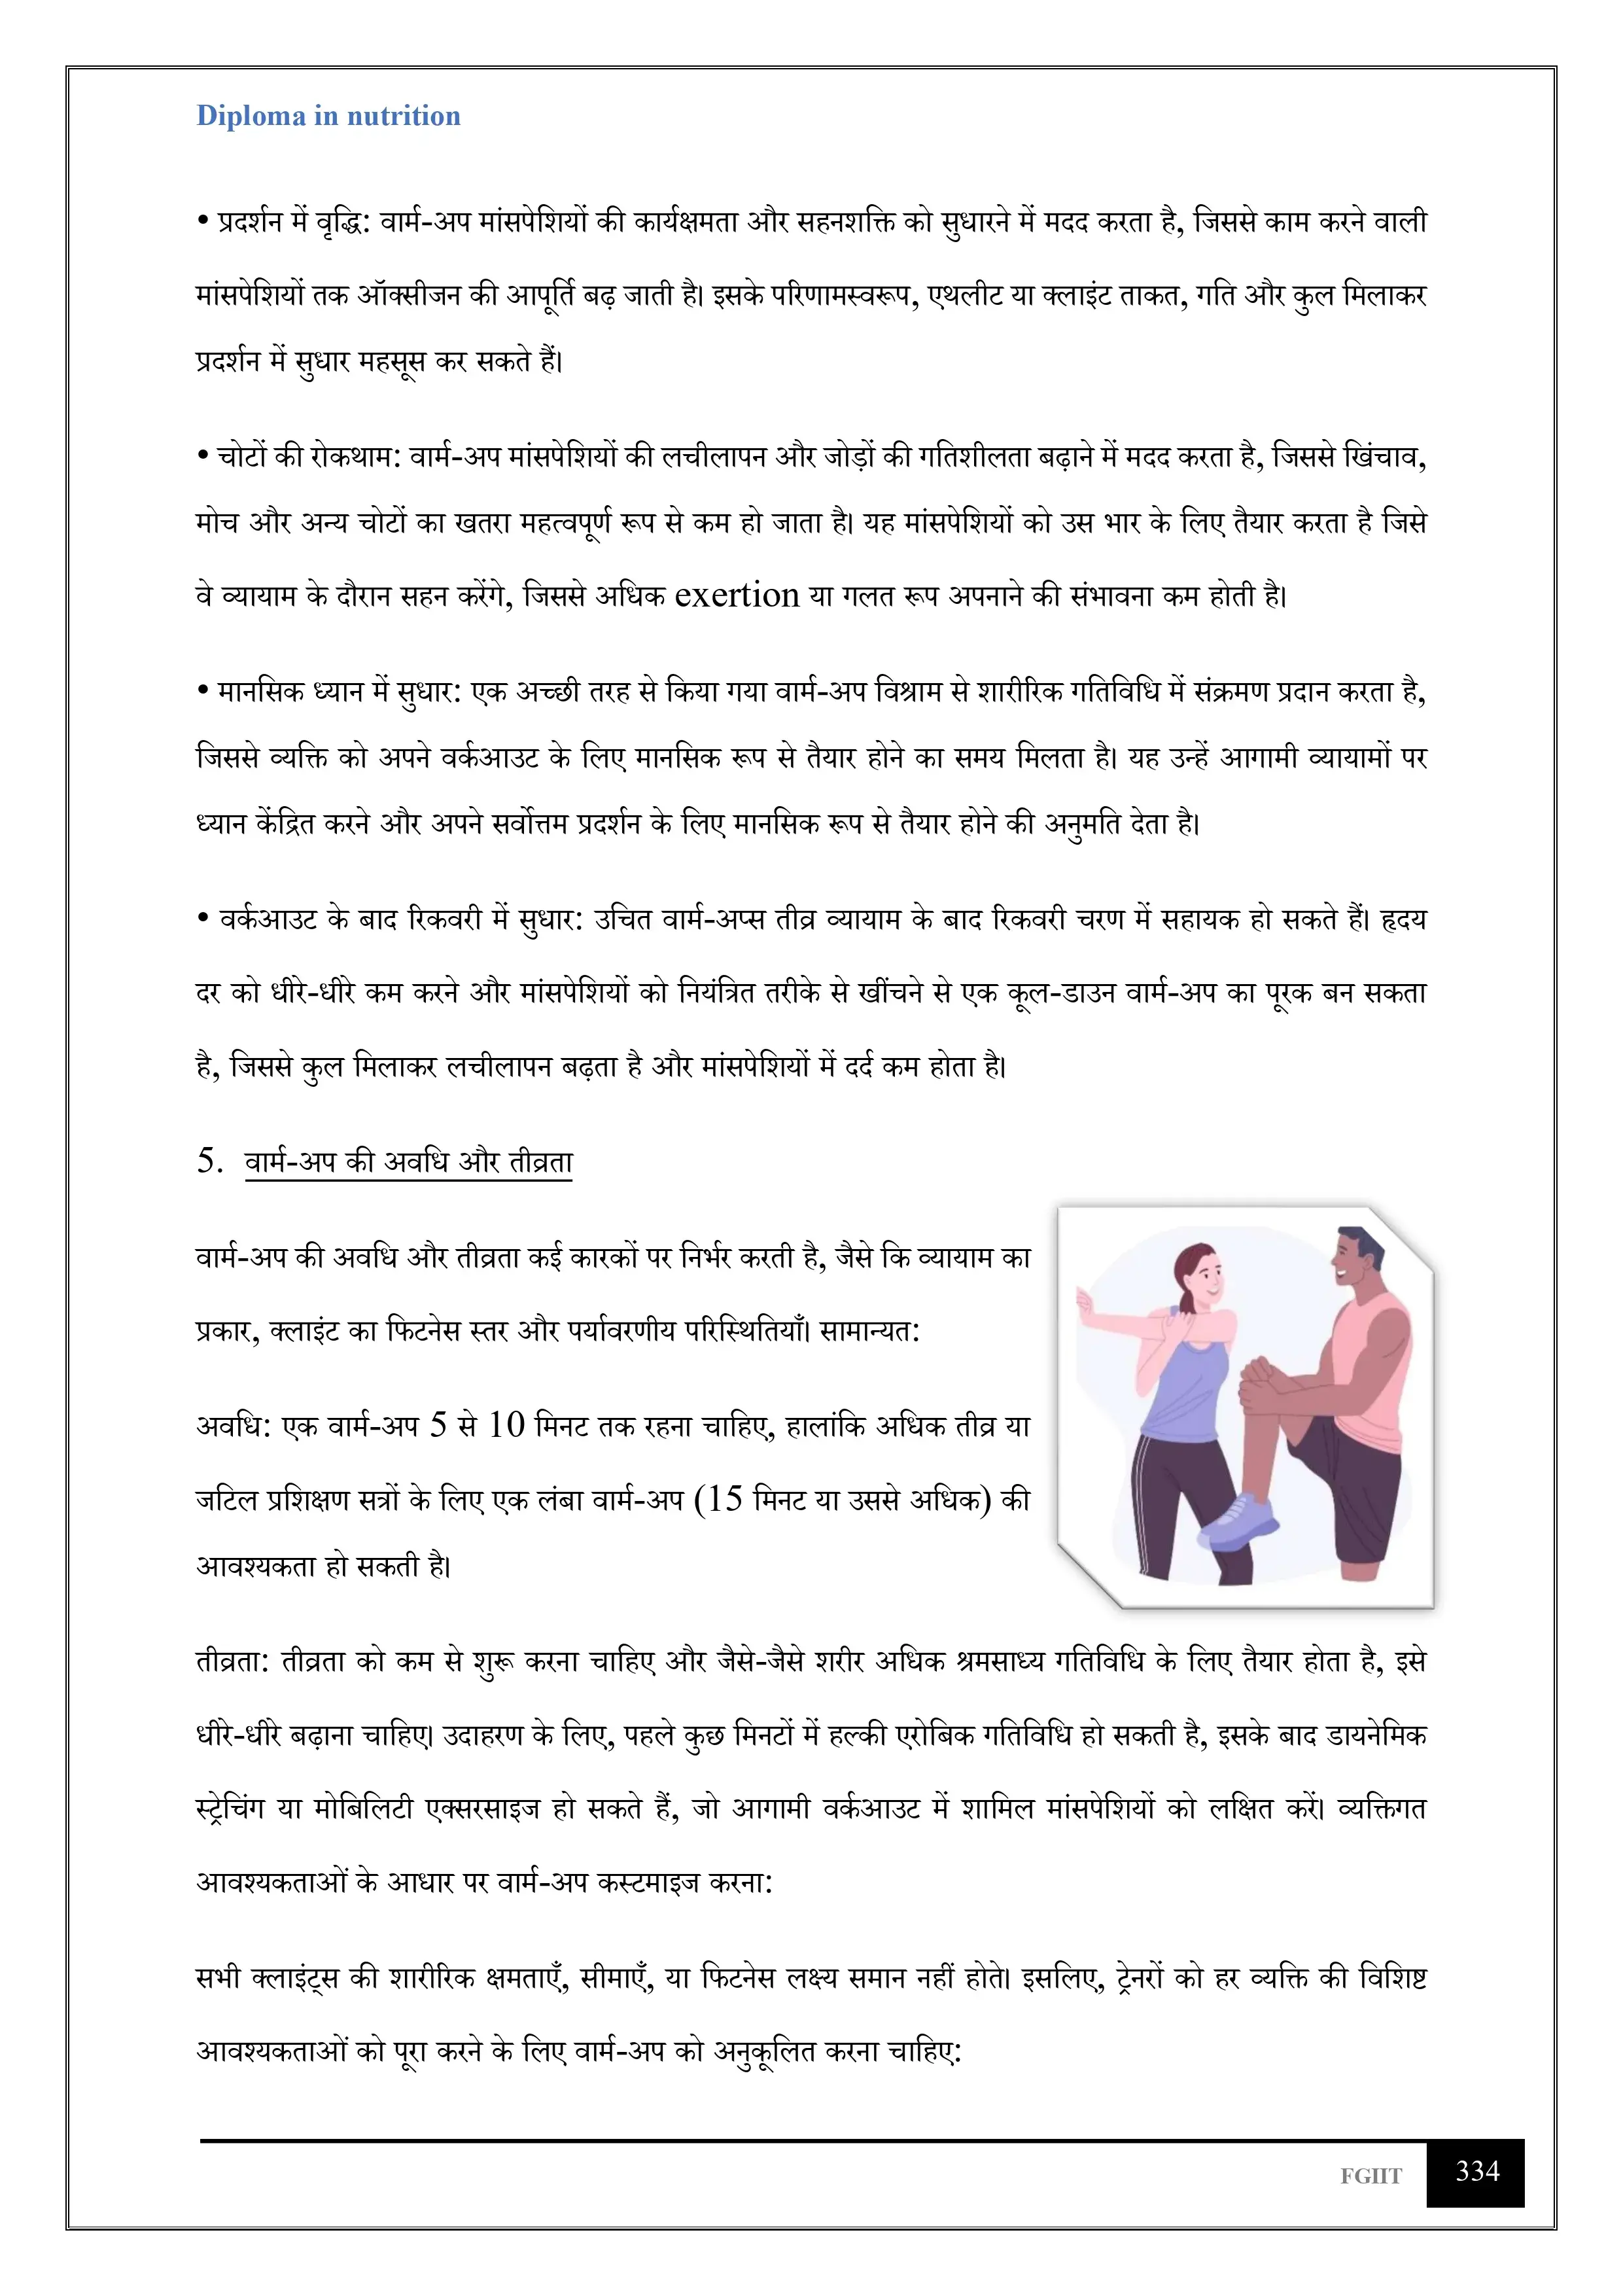 Diploma in nutrition
• प्रदर्शन में वृद्धि: वार्म-अप मांसपेशियों की कार्यक्षमता और सहनशक्ति को सुधारने में मदद करता है, जिससे काम करने वाली
मांसपेशियों तक ऑक्सीजन की आपूर्ति बढ़ जाती है। इसके परिणामस्वरूप, एथलीट या क्लाइंट ताकत, गति और कुल मिलाकर
प्रदर्शन में सुधार महसूस कर सकते हैं।
• चोटों की रोकथाम: वार्म-अप मांसपेशियों की लचीलापन और जोड़ों की गतिशीलता बढ़ाने में मदद करता है, जिससे खिंचाव,
मोच और अन्य चोटों का खतरा महत्वपूर्ण रूप से कम हो जाता है। यह मांसपेशियों को उस भार के लिए तैयार करता है जिसे
वे व्यायाम के दौरान सहन करेंगे, जिससे अधिक exertion या गलत रूप अपनाने की संभावना कम होती है।
• मानसिक ध्यान में सुधार: एक अच्छी तरह से किया गया वार्म-अप विश्राम से शारीरिक गतिविधि में संक्रमण प्रदान करता है,
जिससे व्यक्ति को अपने वर्कआउट के लिए मानसिक रूप से तैयार होने का समय मिलता है। यह उन्हें आगामी व्यायामों पर
ध्यान केंद्रित करने और अपने सर्वोत्तम प्रदर्शन के लिए मानसिक रूप से तैयार होने की अनुमति देता है।
• वर्कआउट के बाद रिकवरी में सुधार: उचित वार्म-अप्स तीव्र व्यायाम के बाद रिकवरी चरण में सहायक हो सकते हैं। हृदय
दर को धीरे-धीरे कम करने और मांसपेशियों को नियंत्रित तरीके से खींचने से एक कूल-डाउन वार्म-अप का पूरक बन सकता
है, जिससे कुल मिलाकर लचीलापन बढ़ता है और मांसपेशियों में दर्द कम होता है।
5. वार्म-अप की अवधि और तीव्रता
वार्म-अप की अवधि और तीव्रता कई कारकों पर निर्भर करती है, जैसे कि व्यायाम का
प्रकार, क्लाइंट का फिटनेस स्तर और पर्यावरणीय परिस्थितियाँ। सामान्यत:
अवधि: एक वार्म-अप 5 से 10 मिनट तक रहना चाहिए, हालांकि अधिक तीव्र या
जटिल प्रशिक्षण सत्रों के लिए एक लंबा वार्म-अप (15 मिनट या उससे अधिक) की
आवश्यकता हो सकती है।
तीव्रता: तीव्रता को कम से शुरू करना चाहिए और जैसे-जैसे शरीर अधिक श्रमसाध्य गतिविधि के लिए तैयार होता है, इसे
धीरे-धीरे बढ़ाना चाहिए। उदाहरण के लिए, पहले कुछ मिनटों में हल्की एरोबिक गतिविधि हो सकती है, इसके बाद डायनेमिक
स्ट्रेचिंग या मोबिलिटी एक्सरसाइज हो सकते हैं, जो आगामी वर्कआउट में शामिल मांसपेशियों को लक्षित करें। व्यक्तिगत
आवश्यकताओं के आधार पर वार्म-अप कस्टमाइज करना:
सभी क्लाइंट्स की शारीरिक क्षमताएँ, सीमाएँ, या फिटनेस लक्ष्य समान नहीं होते। इसलिए, ट्रेनरों को हर व्यक्ति की विशिष्ट
आवश्यकताओं को पूरा करने के लिए वार्म-अप को अनुकूलित करना चाहिए:
FGIIT 334